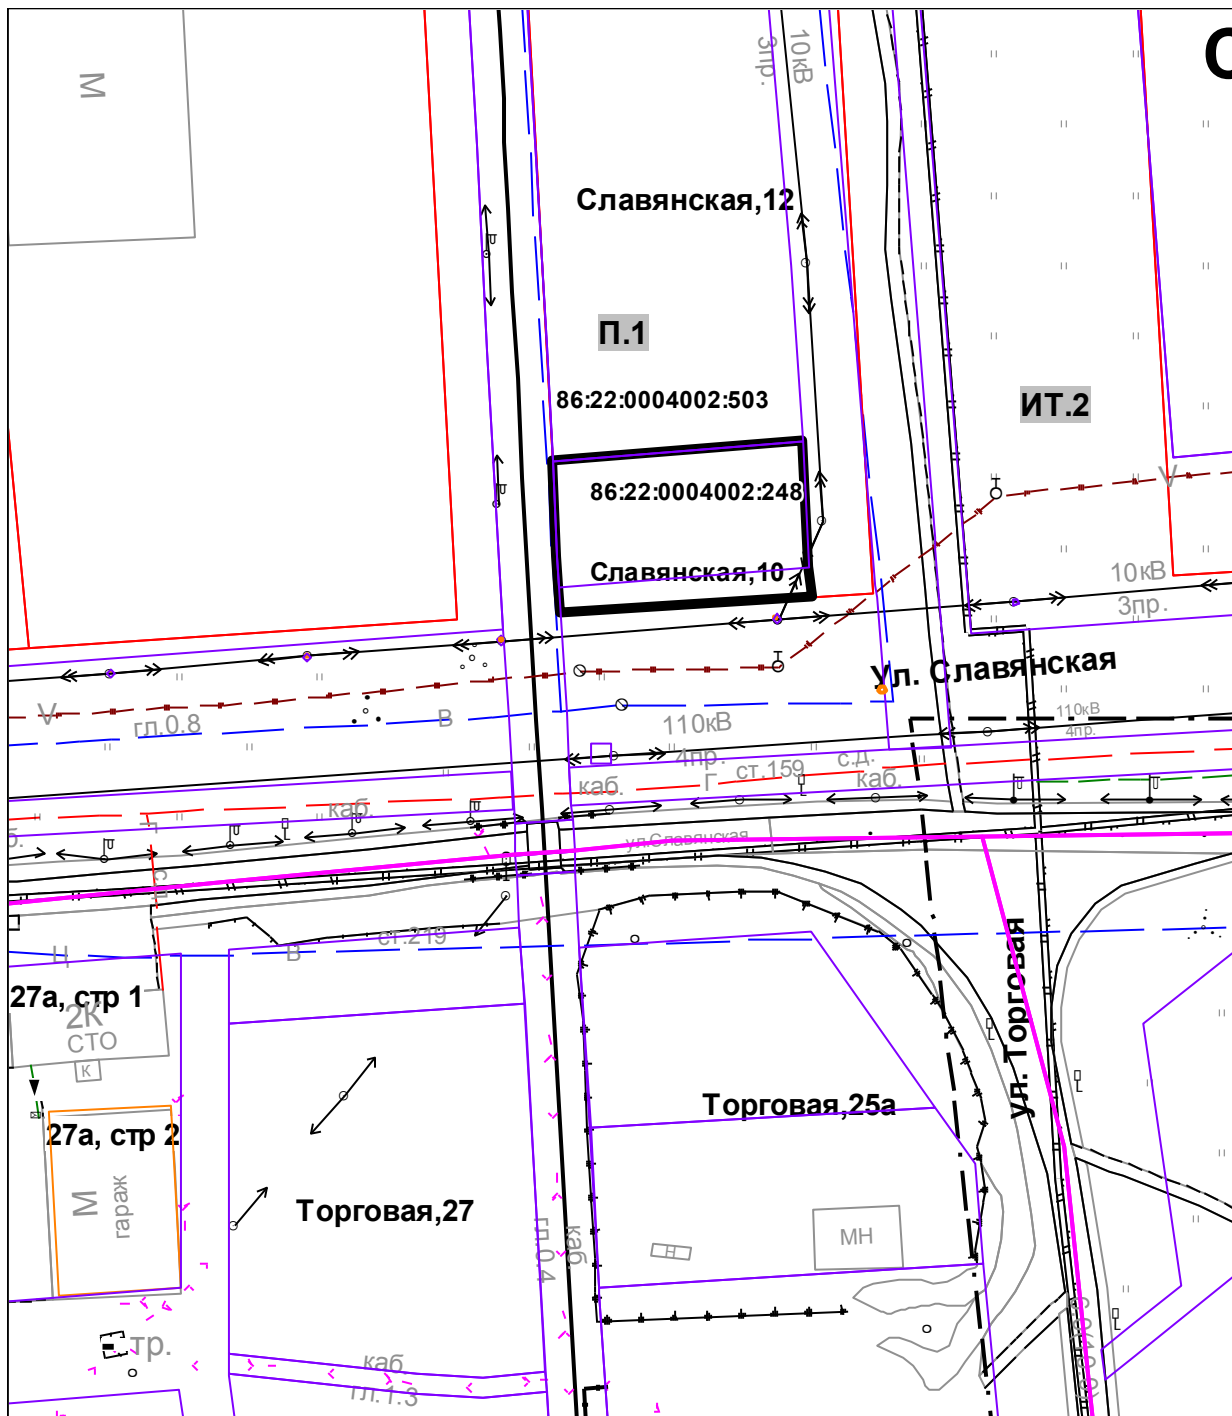 М
10кВ
3пр.
С
Славянская,12
П.1
86:22:0004002:503
ИТ.2
86:22:0004002:248
V
Славянская,10
10кВ
3пр.
ул. Славянская
V
гл.0.8
В
110кВ
4пр.
110кВ
4пр.
с.д.
ст.159
каб.
Г
каб.
каб.
б.
Г
ул.Славянская
ст.219
Ц
В
27а, стр 1
2К
СТО
К
ул. Торговая
27а, стр 2
Торговая,25а
М
гараж
Торговая,27
МН
Н
гл.0.4
каб.
тр.
каб
гл.1.3